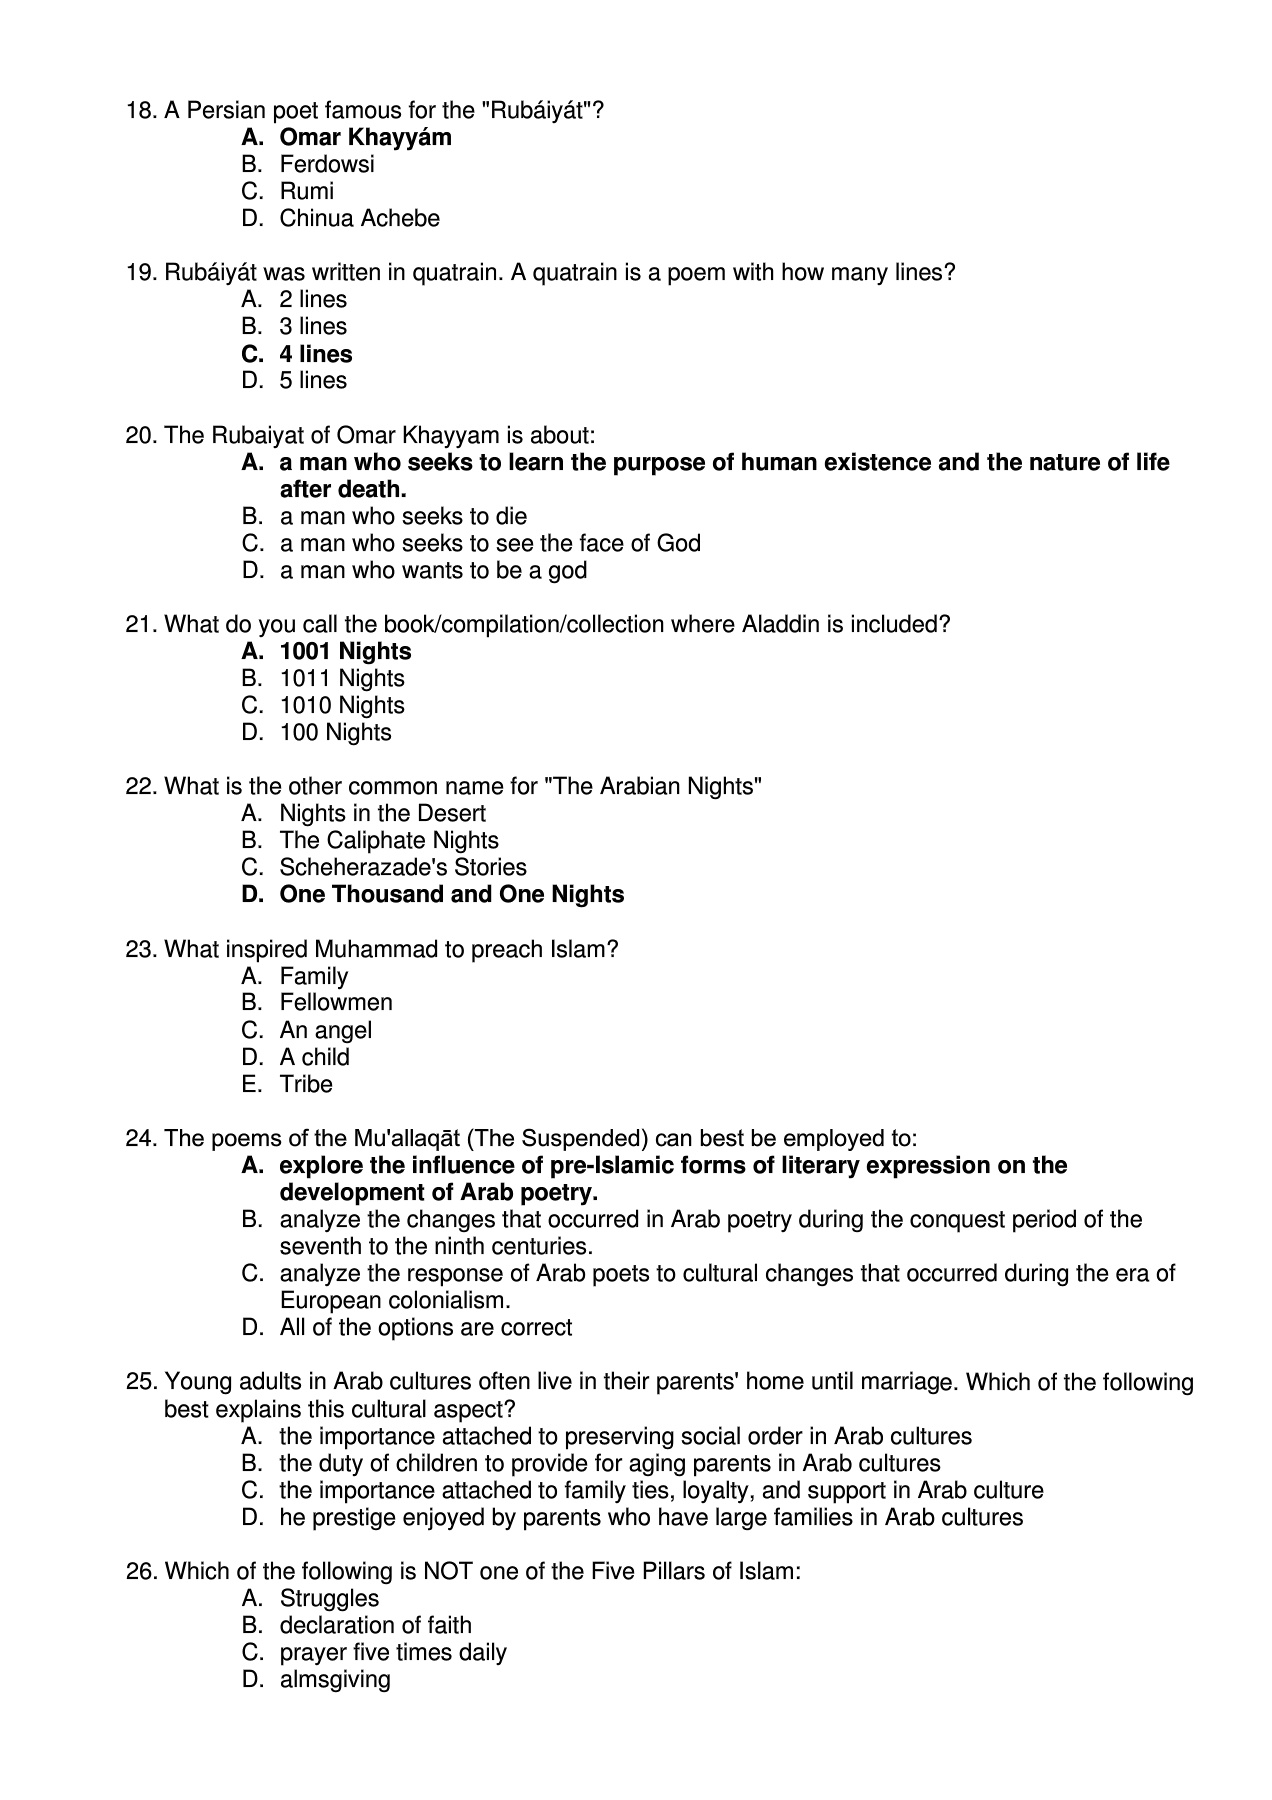 18. A Persian poet famous for the "Rubáiyát"?
A. Omar Khayyám
B. Ferdowsi
C. Rumi
D. Chinua Achebe
19. Rubáiyát was written in quatrain. A quatrain is a poem with how many lines?
A. 2 lines
B. 3 lines
C. 4 lines
D. 5 lines
20. The Rubaiyat of Omar Khayyam is about:
A. a man who seeks to learn the purpose of human existence and the nature of life
after death.
B. a man who seeks to die
C. a man who seeks to see the face of God
D. a man who wants to be a god
21. What do you call the book/compilation/collection where Aladdin is included?
A. 1001 Nights
B. 1011 Nights
C. 1010 Nights
D. 100 Nights
22. What is the other common name for "The Arabian Nights"
A. Nights in the Desert
B. The Caliphate Nights
C. Scheherazade's Stories
D. One Thousand and One Nights
23. What inspired Muhammad to preach Islam?
A. Family
B. Fellowmen
C. An angel
D. A child
E. Tribe
24. The poems of the Mu'allaqāt (The Suspended) can best be employed to:
A. explore the influence of pre-Islamic forms of literary expression on the
development of Arab poetry.
B. analyze the changes that occurred in Arab poetry during the conquest period of the
seventh to the ninth centuries.
C. analyze the response of Arab poets to cultural changes that occurred during the era of
European colonialism.
D. All of the options are correct
25. Young adults in Arab cultures often live in their parents' home until marriage. Which of the following
best explains this cultural aspect?
A. the importance attached to preserving social order in Arab cultures
B. the duty of children to provide for aging parents in Arab cultures
C. the importance attached to family ties, loyalty, and support in Arab culture
D. he prestige enjoyed by parents who have large families in Arab cultures
26. Which of the following is NOT one of the Five Pillars of Islam:
A. Struggles
B. declaration of faith
C. prayer five times daily
D. almsgiving